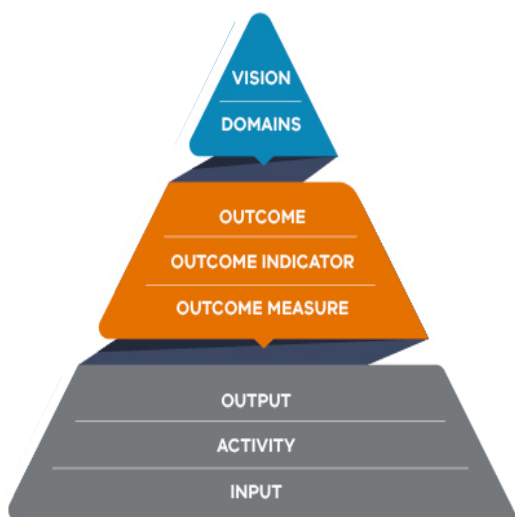 VISION
DOMAINS
OUTCOME
OUTCOME INDICATOR
OUTCOME MEASURE
OUTPUT
ACTIVITY
INPUT